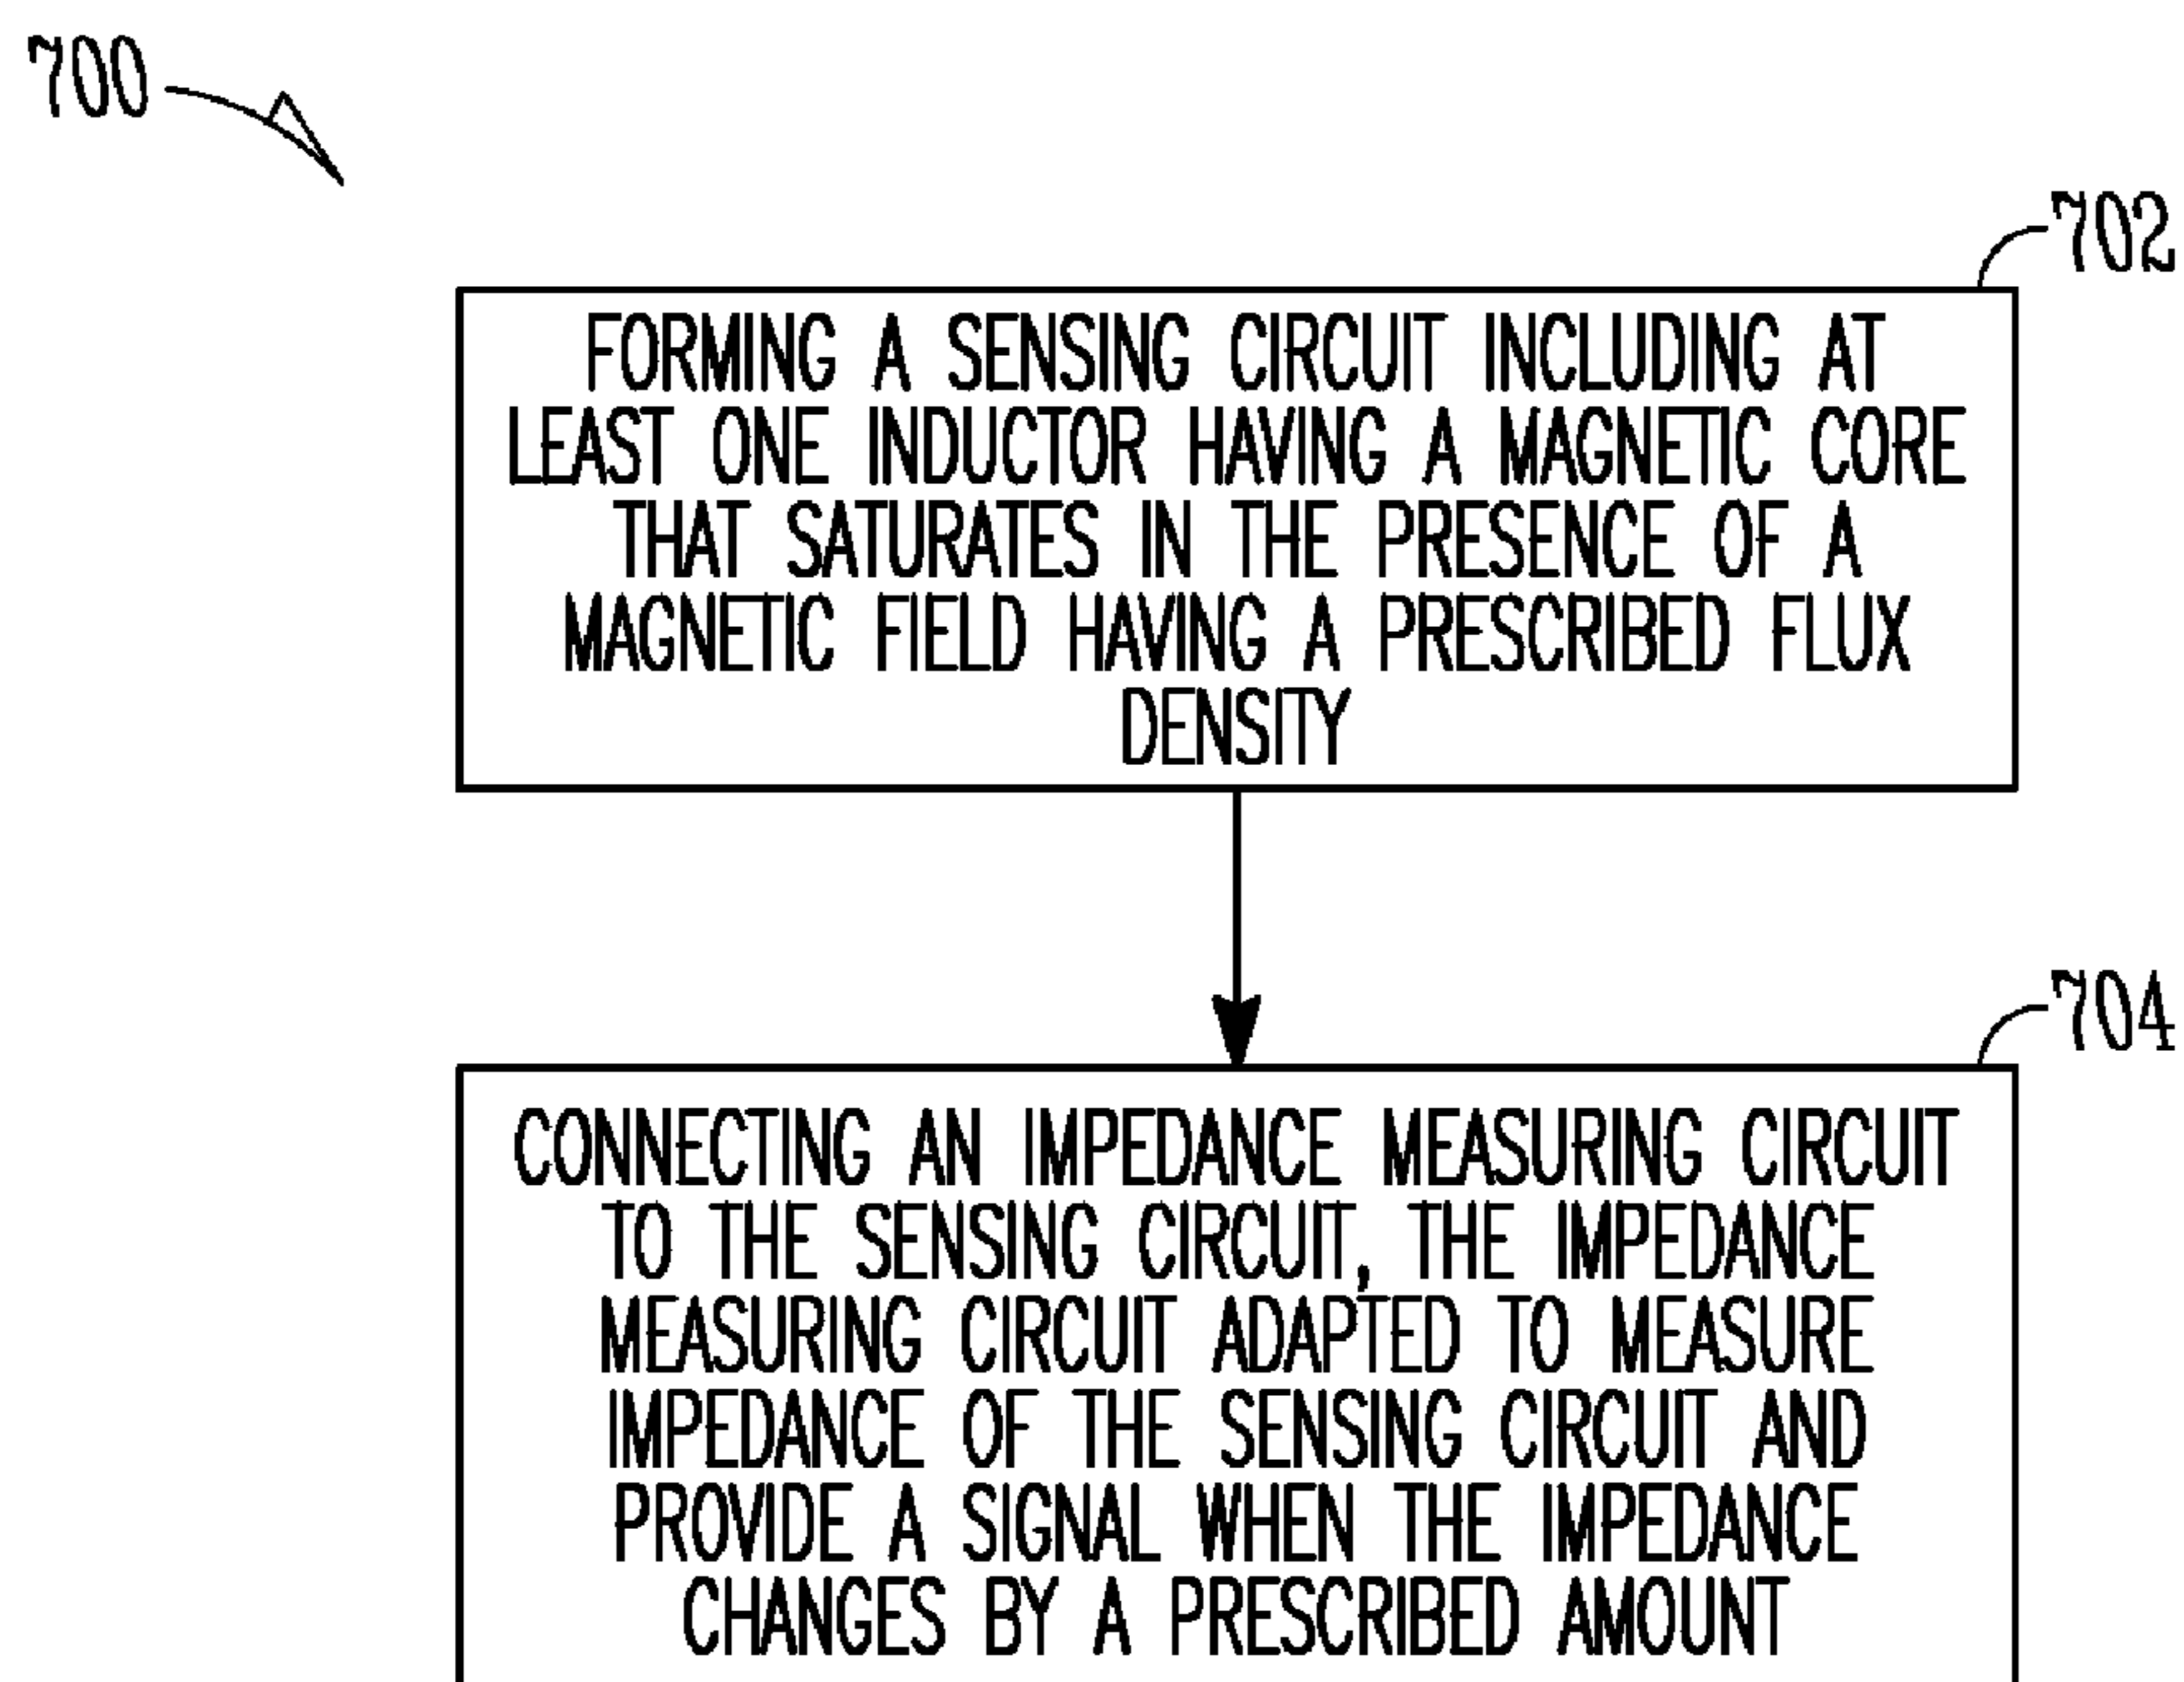 700
702
FORMING A SENSING CIRCUIT INCLUDING AT
LEAST ONE INDUCTOR HAVING A MAGNETIC CORE
THAT SATURATES IN THE PRESENCE OF A
MAGNETIC FIELD HAVING A PRESCRIBED FLUX
DENSITY
704
CONNECTING AN IMPEDANCE MEASURING CIRCUIT
TO THE SENSING CIRCUIT, THE IMPEDANCE
MEASURING CIRCUIT ADAPTED TO MEASURE
IMPEDANCE OF THE SENSING CIRCUIT AND
PROVIDE A SIGNAL WHEN THE IMPEDANCE
CHANGES BY A PRESCRIBED AMOUNT